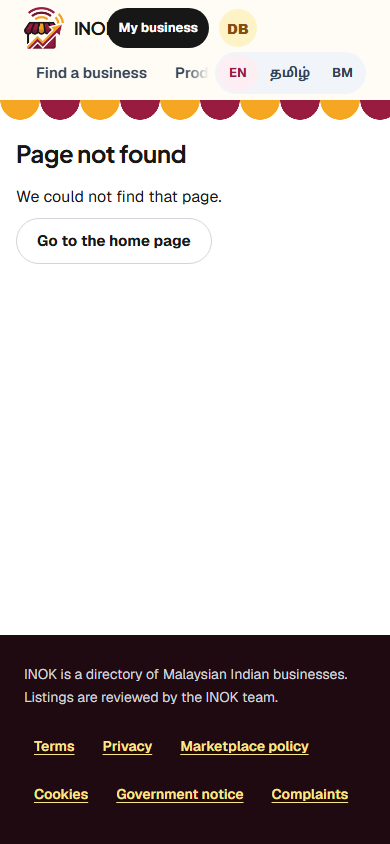 INO
My business
DB
Find a business
Prod
EN
தமிழ்
BM
Page not found
We could not find that page.
Go to the home page
INOK is a directory of Malaysian Indian businesses.
Listings are reviewed by the INOK team.
Terms Privacy Marketplace policy
Cookies Government notice Complaints